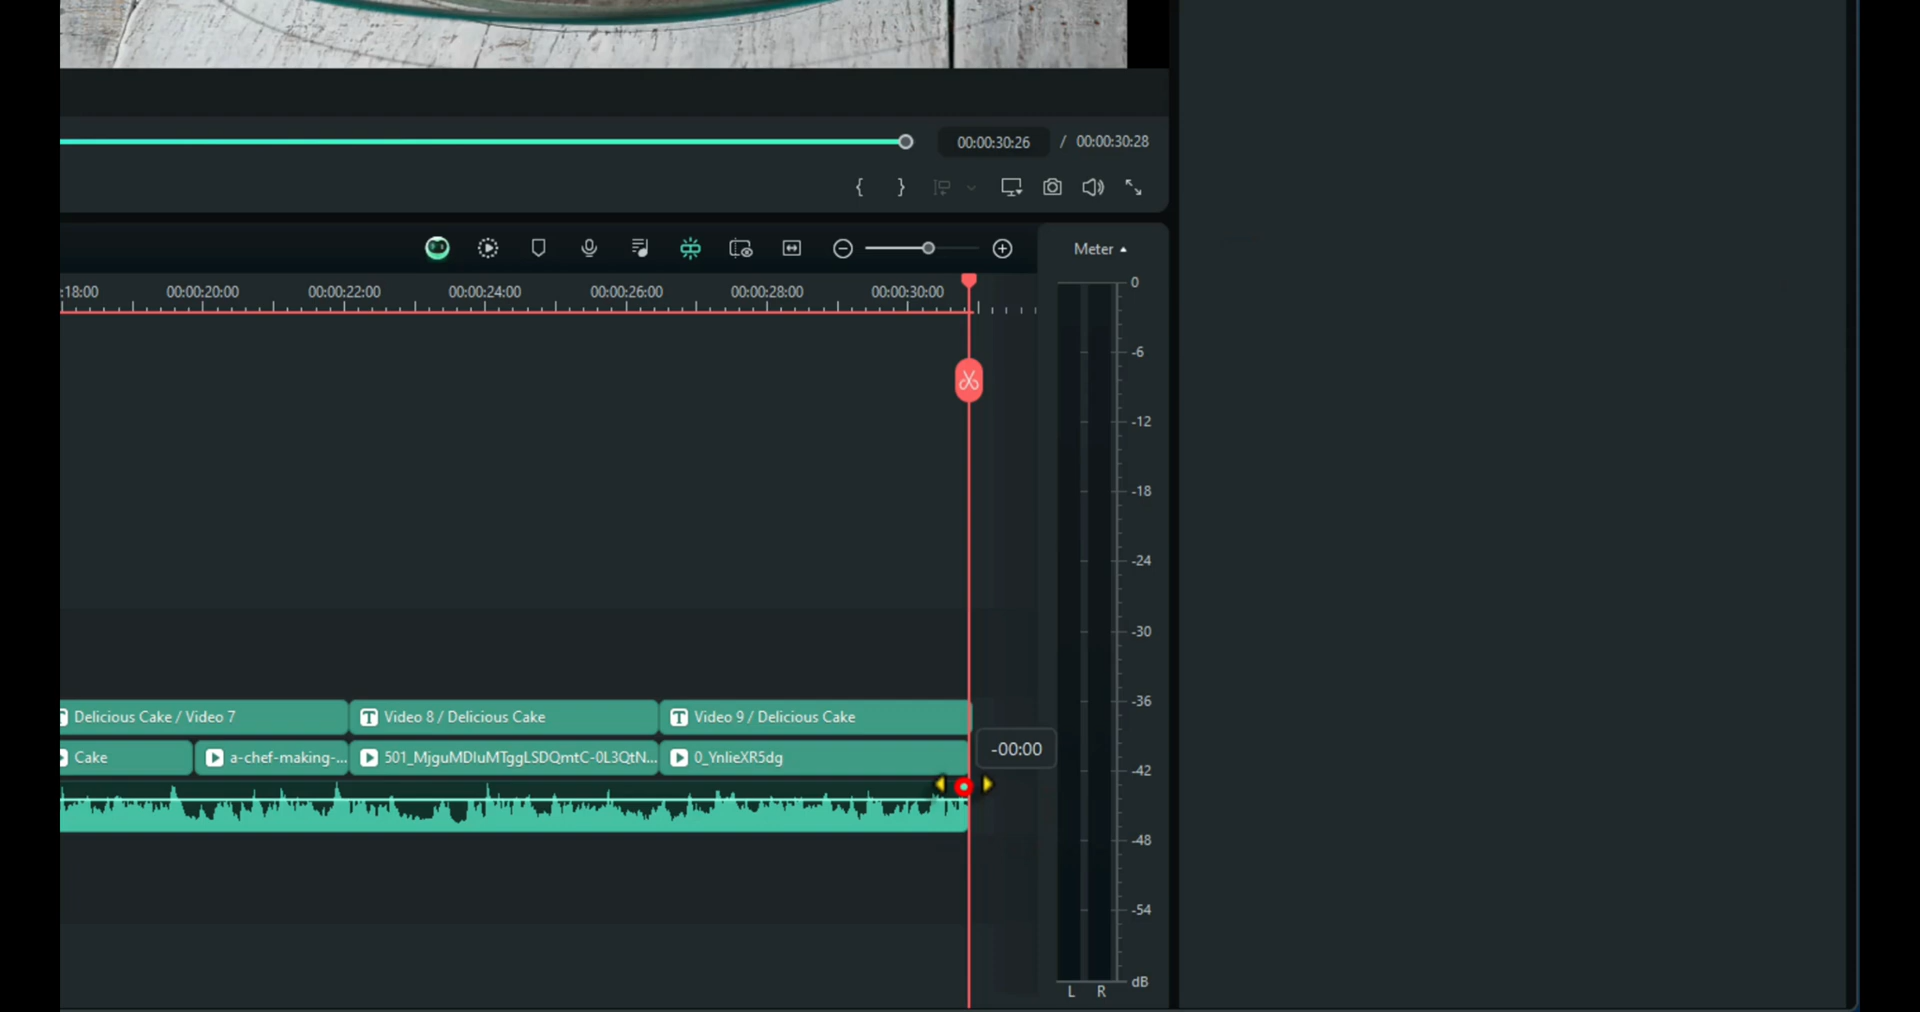 00:00:30:26 / 00:00:30:28
{ }
Meter
:18:00 00:00:20:00 00:00:22:00 00:00:24:00 00:00:26:00 00:00:28:00 00:00:30:00
0
-6
-12
-18
-24
-30
-36
-42
-48
-54
dB
L R
Delicious Cake / Video 7
T Video 8 / Delicious Cake
T Video 9 / Delicious Cake
Cake
a-chef-making-...
0_YnlieXR5dg
-00:00